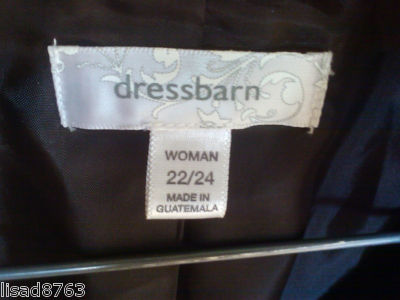 dressbarn
WOMAN
22/24
MADE IN
GUATEMALA
lisad8763